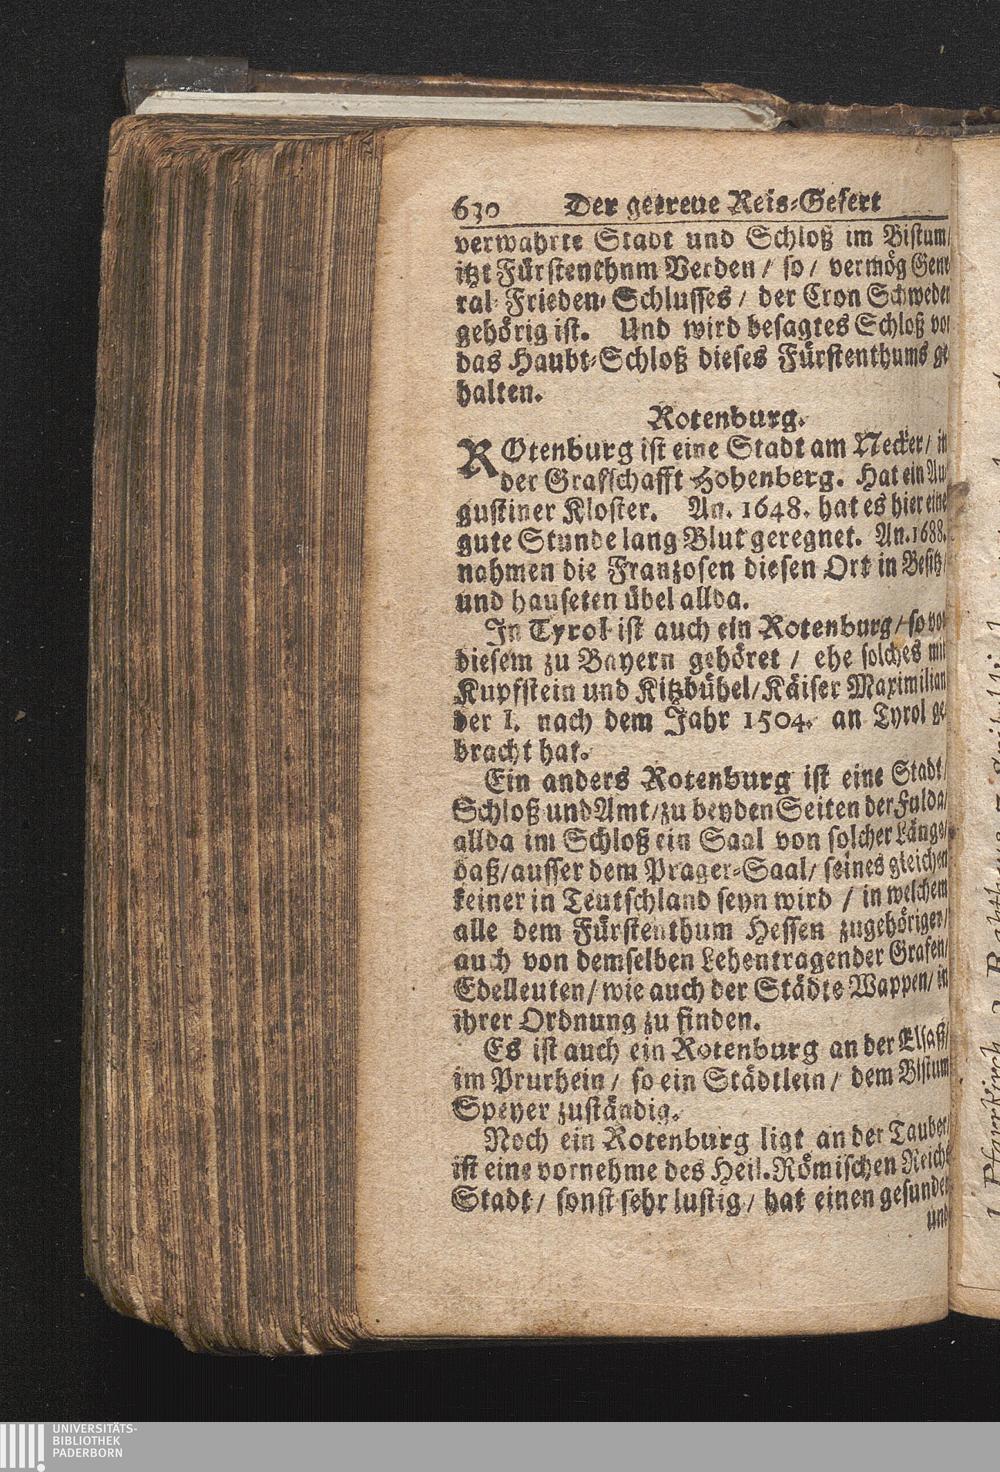 630 Der getreue Reis-Gefert
verwahrte Stadt und Schloß im Bistum/
itzt Fürstenthum Verden / so / vermög Gene
ral-Frieden-Schlusses / der Cron Schweden
gehörig ist. Und wird besagtes Schloß vor
das Haubt-Schloß dieses Fürstenthums ge
halten.
Rotenburg.
ROtenburg ist eine Stadt am Necker/ in
der Grafschafft Hohenberg. Hat ein Au
gustiner Kloster. An. 1648. hat es hier eine
gute Stunde lang Blut geregnet. An. 1688.
nahmen die Franzosen diesen Ort in Besitz/
und hauseten übel allda.
In Tyrol ist auch ein Rotenburg/ so vor
diesem zu Bayern gehöret / ehe solches mit
Kupfstein und Kitzbühel/ Käiser Maximilian
der I. nach dem Jahr 1504. an Tyrol ge
bracht hat.
Ein anders Rotenburg ist eine Stadt/
Schloß und Amt/ zu beyden Seiten der Fulda/
allda im Schloß ein Saal von solcher Länge/
daß/ ausser dem Prager-Saal/ seines gleichen
keiner in Teutschland seyn wird / in welchem
alle dem Fürstenthum Hessen zugehöriger/
auch von demselben Lehentragender Grafen/
Edelleuten/ wie auch der Städte Wappen/ in
ihrer Ordnung zu finden.
Es ist auch ein Rotenburg an der Elsaß/
im Prurhein / so ein Städtlein / dem Bistum
Speyer zuständig.
Noch ein Rotenburg ligt an der Tauber/
ist eine vornehme des Heil. Römischen Reichs
Stadt / sonst sehr lustig / hat einen gesunden
und
1 Pfarrkirch
UNIVERSITÄTS-
BIBLIOTHEK
PADERBORN